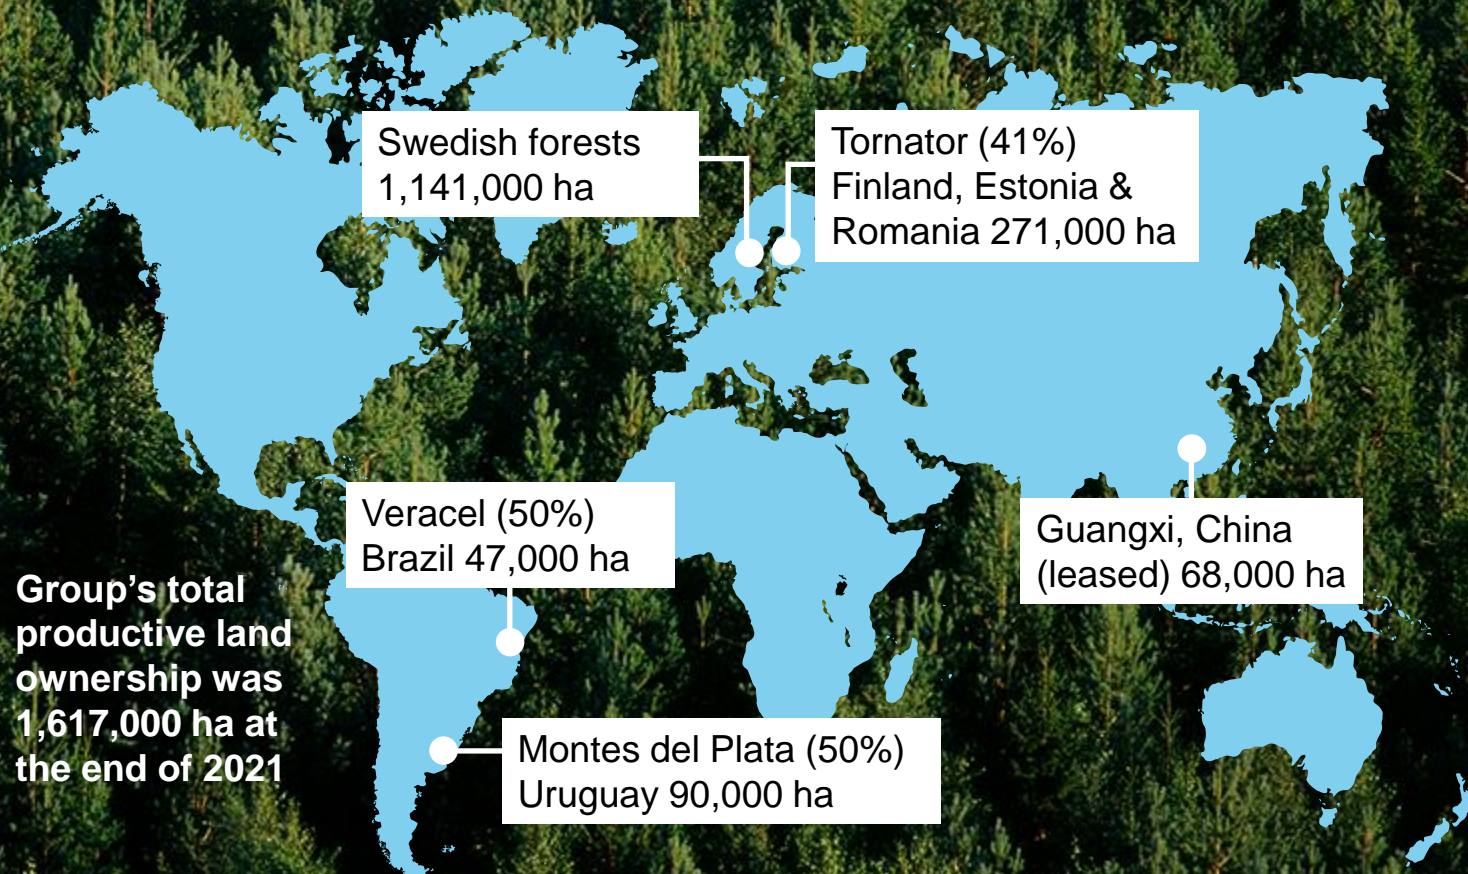 Swedish forests
1,141,000 ha
Tornator (41%)
Finland, Estonia &
Romania 271,000 ha
Veracel (50%)
Brazil 47,000 ha
Guangxi, China
(leased) 68,000 ha
Group’s total
productive land
ownership was
1,617,000 ha at
the end of 2021
Montes del Plata (50%)
Uruguay 90,000 ha